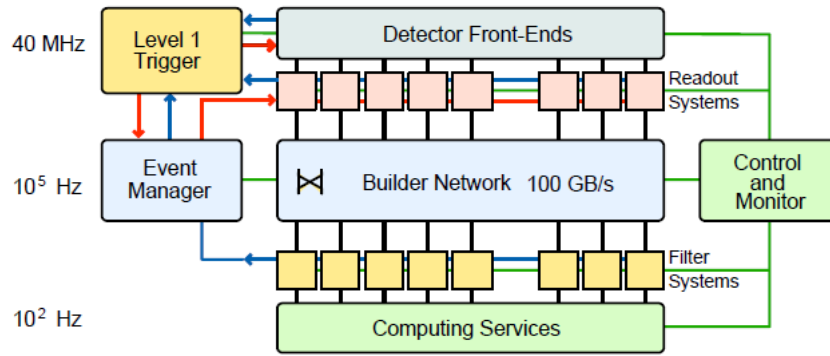 40 MHz
Level 1
Trigger
Detector Front-Ends
Readout
Systems
10⁵ Hz
Event
Manager
Builder Network 100 GB/s
Control
and
Monitor
Filter
Systems
10² Hz
Computing Services